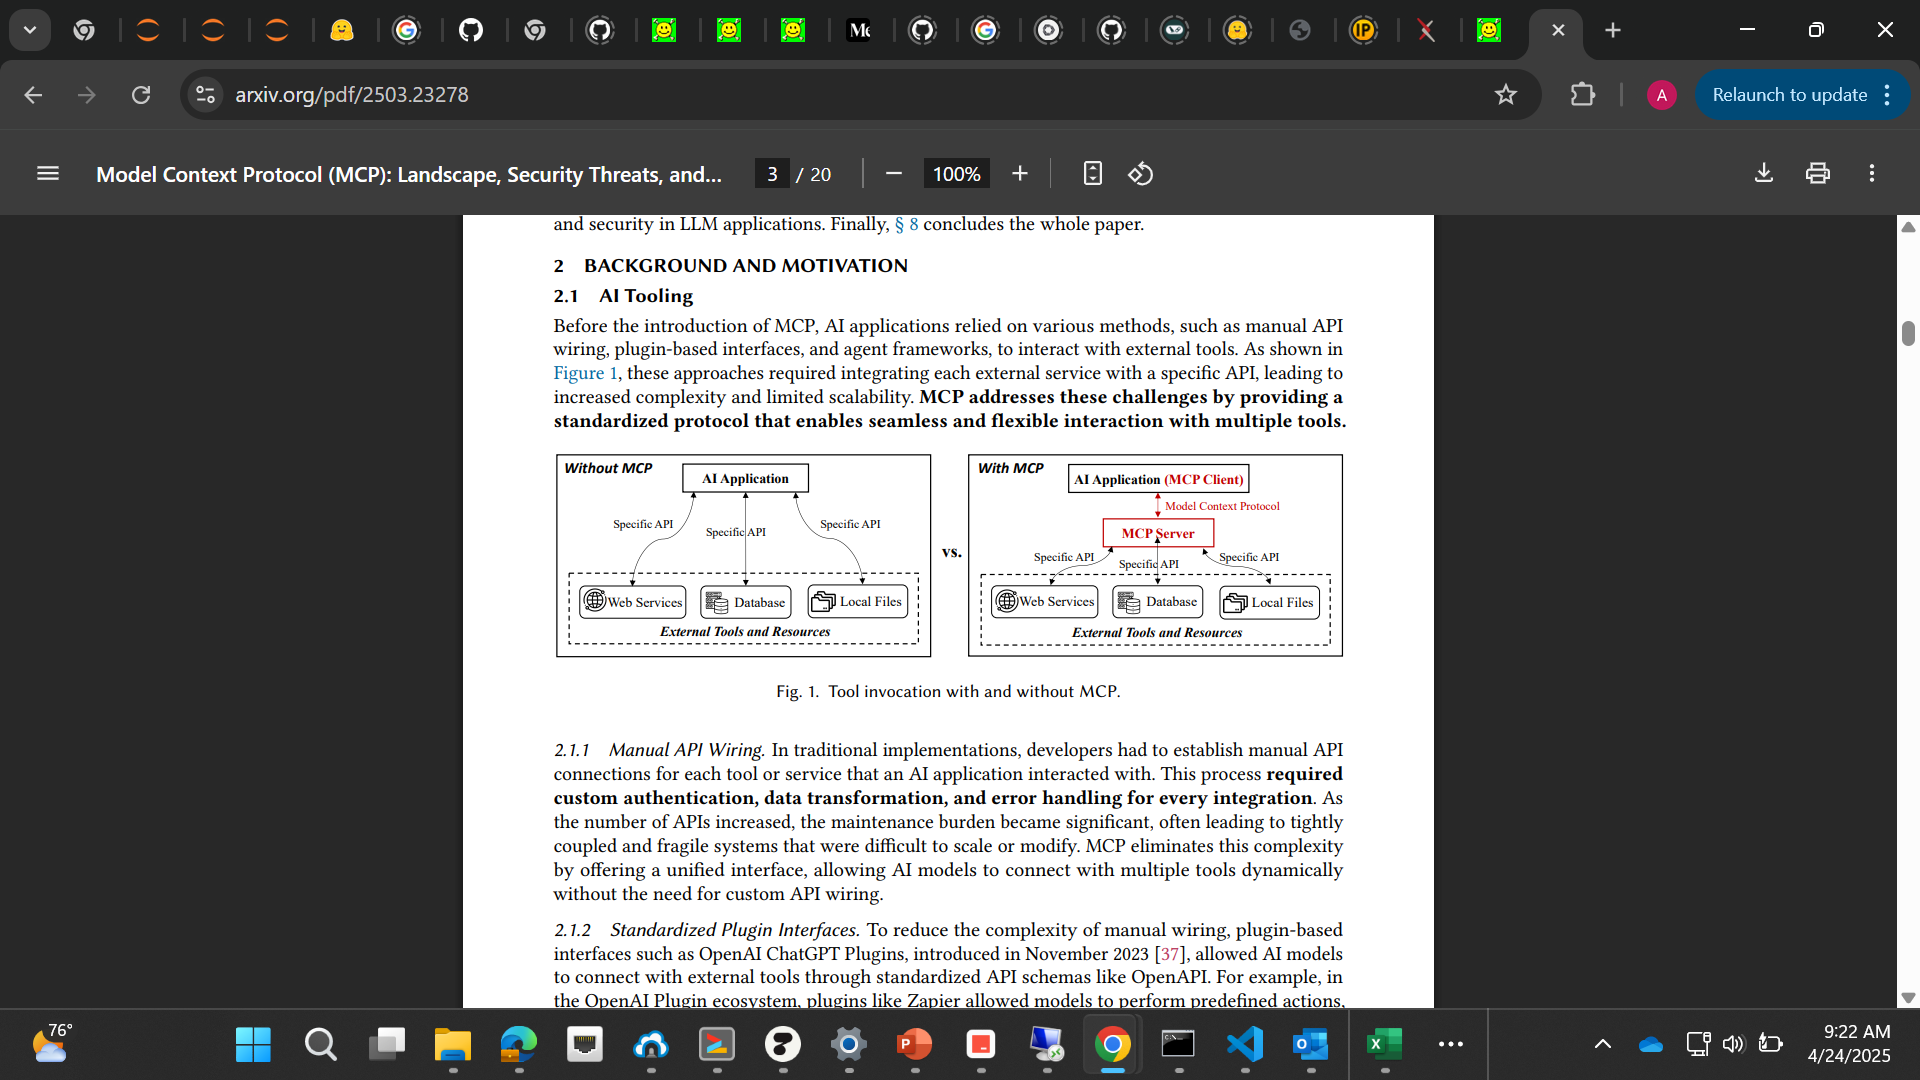 arxiv.org/pdf/2503.23278
A
Relaunch to update
Model Context Protocol (MCP): Landscape, Security Threats, and...
3 / 20
100%
and security in LLM applications. Finally, § 8 concludes the whole paper.
2 BACKGROUND AND MOTIVATION
2.1 AI Tooling
Before the introduction of MCP, AI applications relied on various methods, such as manual API
wiring, plugin-based interfaces, and agent frameworks, to interact with external tools. As shown in
Figure 1, these approaches required integrating each external service with a specific API, leading to
increased complexity and limited scalability. MCP addresses these challenges by providing a
standardized protocol that enables seamless and flexible interaction with multiple tools.
Without MCP
AI Application
Specific API
Specific API
Specific API
Web Services
Database
Local Files
External Tools and Resources
vs.
With MCP
AI Application (MCP Client)
Model Context Protocol
MCP Server
Specific API
Specific API
Specific API
Web Services
Database
Local Files
External Tools and Resources
Fig. 1. Tool invocation with and without MCP.
2.1.1 Manual API Wiring. In traditional implementations, developers had to establish manual API
connections for each tool or service that an AI application interacted with. This process required
custom authentication, data transformation, and error handling for every integration. As
the number of APIs increased, the maintenance burden became significant, often leading to tightly
coupled and fragile systems that were difficult to scale or modify. MCP eliminates this complexity
by offering a unified interface, allowing AI models to connect with multiple tools dynamically
without the need for custom API wiring.
2.1.2 Standardized Plugin Interfaces. To reduce the complexity of manual wiring, plugin-based
interfaces such as OpenAI ChatGPT Plugins, introduced in November 2023 [37], allowed AI models
to connect with external tools through standardized API schemas like OpenAPI. For example, in
the OpenAI Plugin ecosystem, plugins like Zapier allowed models to perform predefined actions,
76°
9:22 AM
4/24/2025